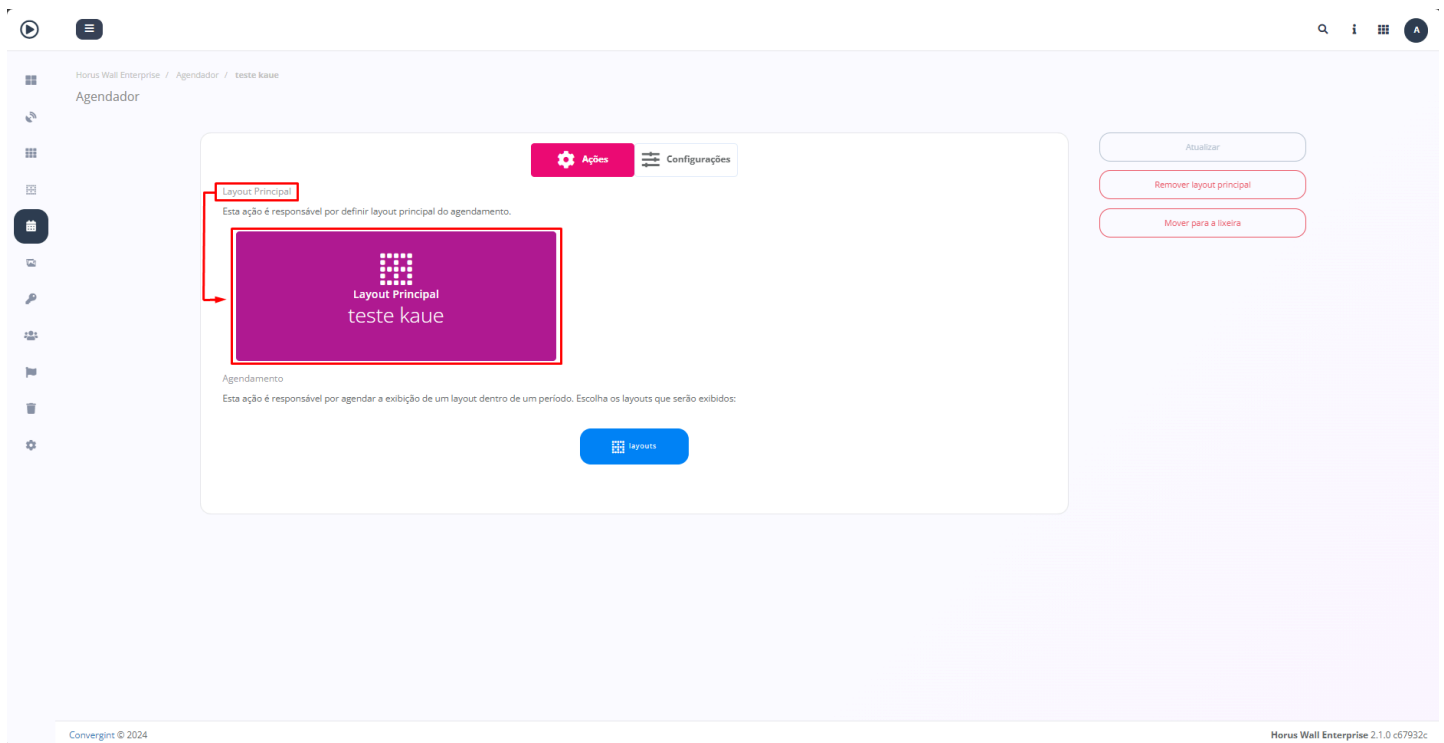 A
Horus Wall Enterprise / Agendador / teste kaue
Agendador
Ações
Configurações
Atualizar
Remover layout principal
Mover para a lixeira
Layout Principal
Esta ação é responsável por definir layout principal do agendamento.
Layout Principal
teste kaue
Agendamento
Esta ação é responsável por agendar a exibição de um layout dentro de um período. Escolha os layouts que serão exibidos:
layouts
Convergint © 2024
Horus Wall Enterprise 2.1.0 c67932c